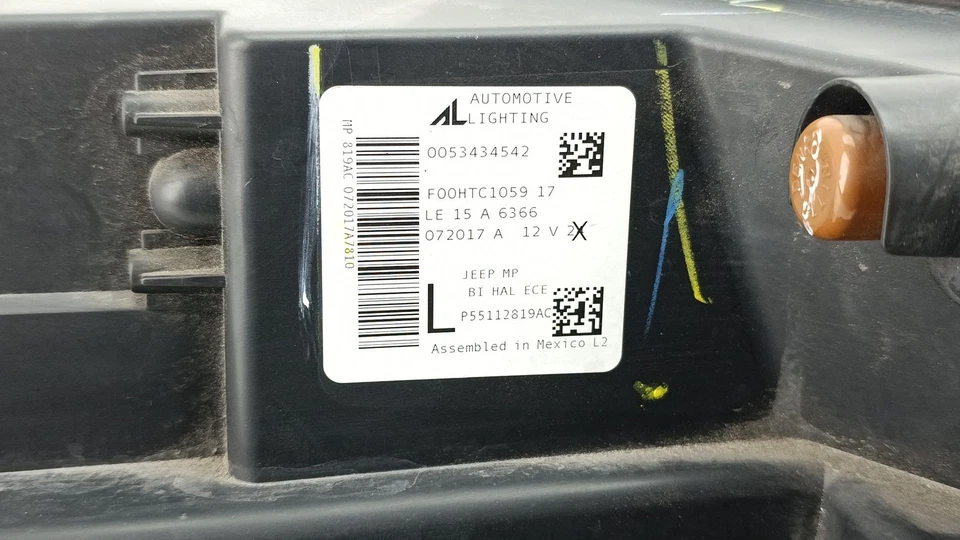 MP 819AC 072017A7810
AL AUTOMOTIVE
LIGHTING
0053434542
F00HTC1059 17
LE 15 A 6366
072017 A 12 V
JEEP MP
BI HAL ECE
L P55112819AC
Assembled in Mexico L2